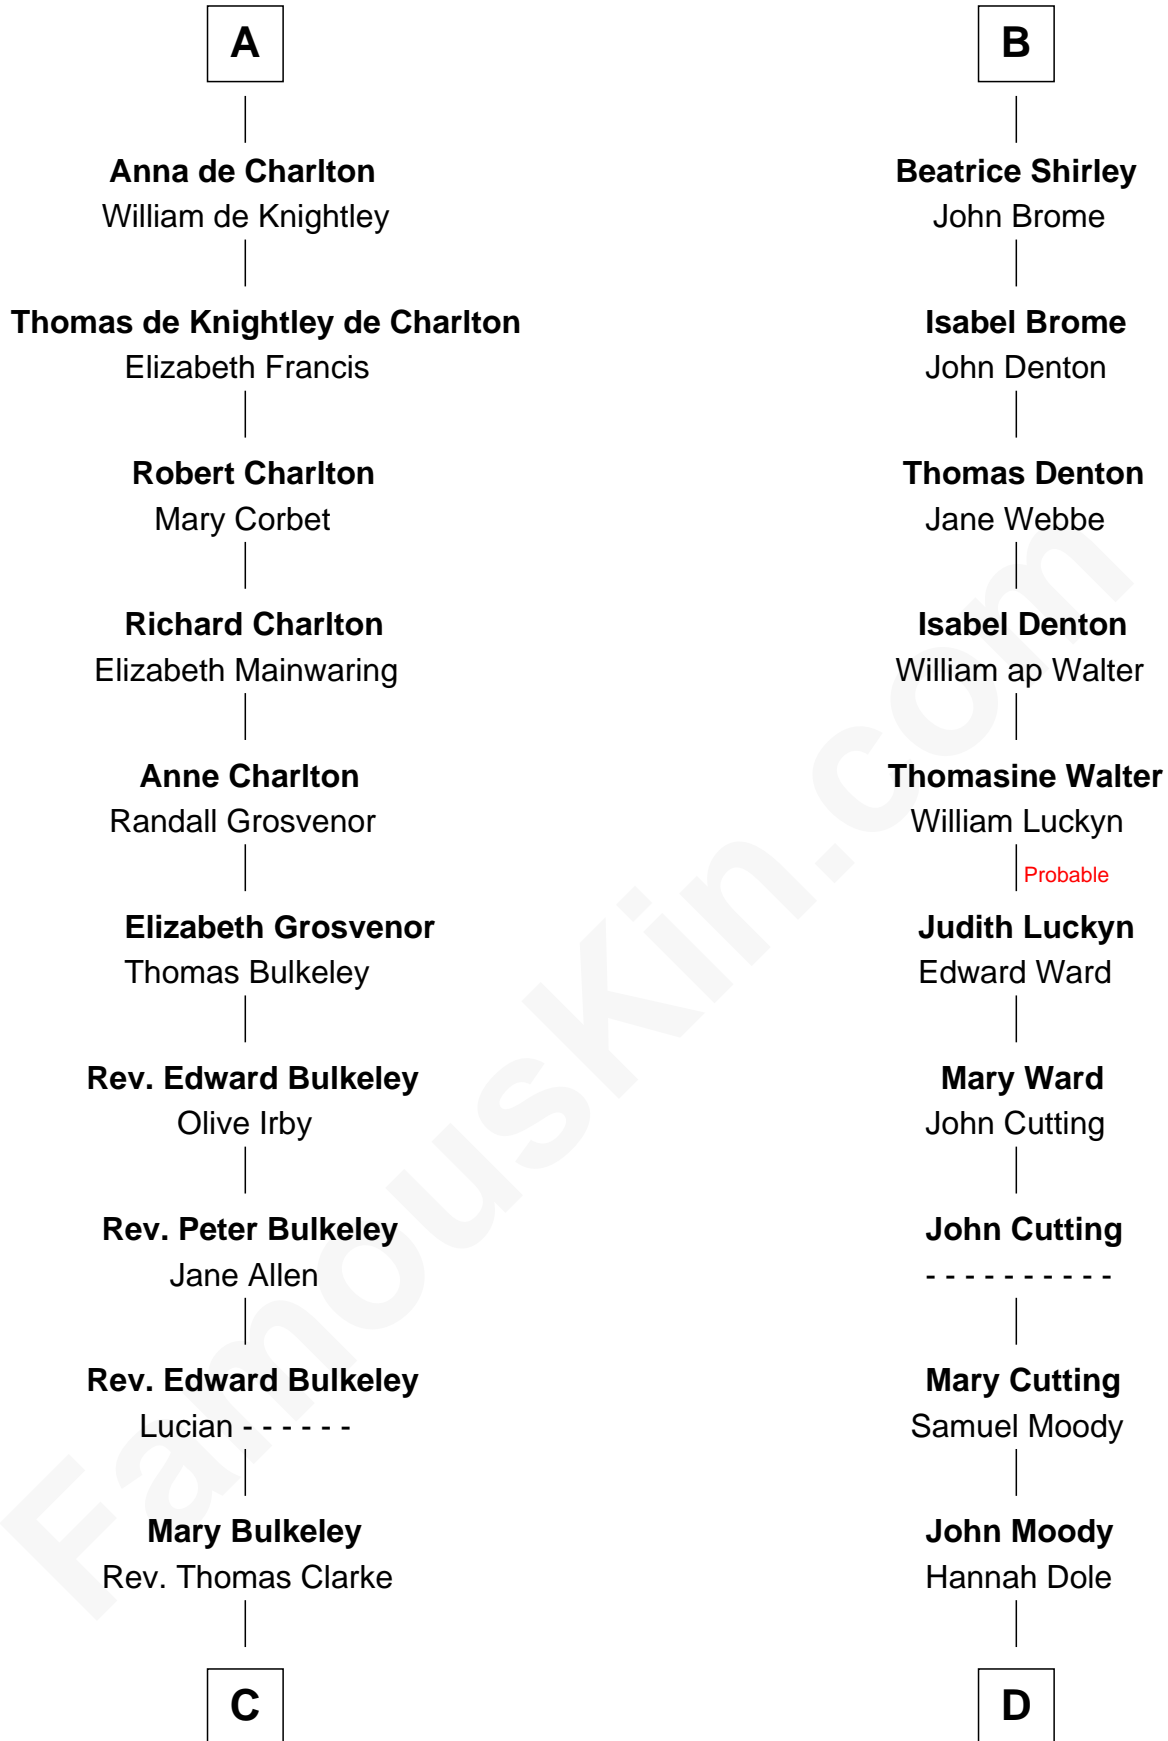 A
Anna de Charlton
William de Knightley
Thomas de Knightley de Charlton
Elizabeth Francis
Robert Charlton
Mary Corbet
Richard Charlton
Elizabeth Mainwaring
Anne Charlton
Randall Grosvenor
Elizabeth Grosvenor
Thomas Bulkeley
Rev. Edward Bulkeley
Olive Irby
Rev. Peter Bulkeley
Jane Allen
Rev. Edward Bulkeley
Lucian - - - - - -
Mary Bulkeley
Rev. Thomas Clarke
C
B
Beatrice Shirley
John Brome
Isabel Brome
John Denton
Thomas Denton
Jane Webbe
Isabel Denton
William ap Walter
Thomasine Walter
William Luckyn
Probable
Judith Luckyn
Edward Ward
Mary Ward
John Cutting
John Cutting
- - - - - - - - - -
Mary Cutting
Samuel Moody
John Moody
Hannah Dole
D
FamousKin.com